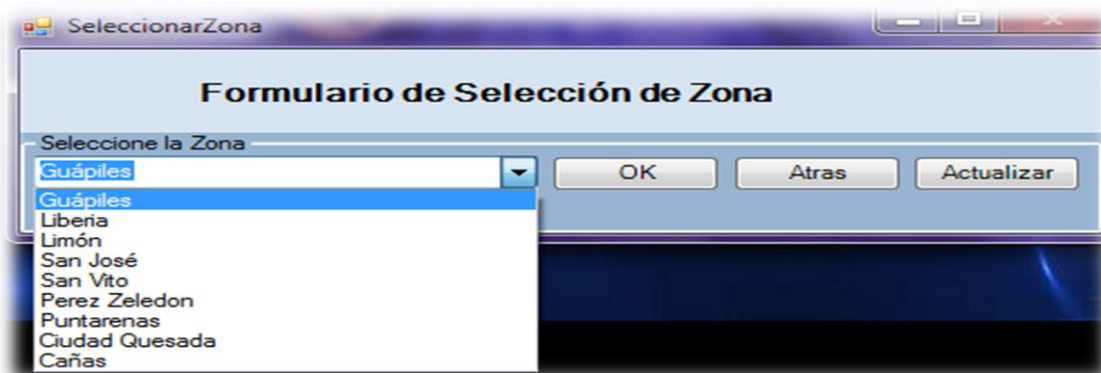 SeleccionarZona
Formulario de Selección de Zona
Seleccione la Zona
Guápiles OK Atras Actualizar
Guápiles
Liberia
Limón
San José
San Vito
Perez Zeledon
Puntarenas
Ciudad Quesada
Cañas